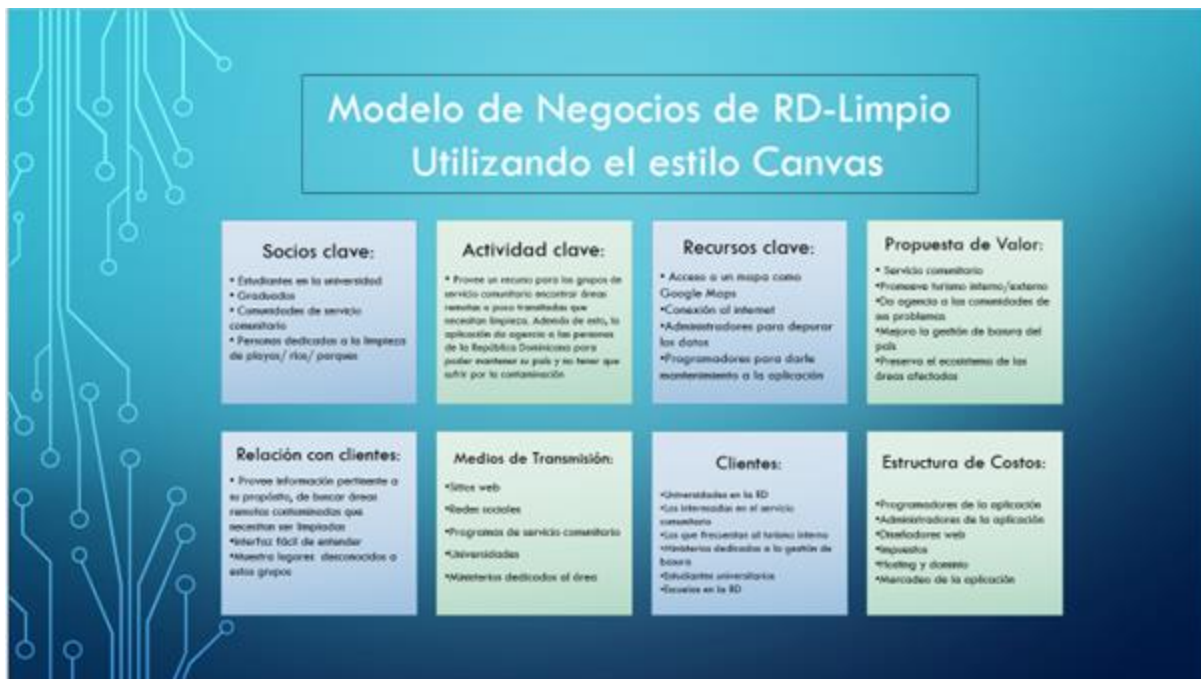 Modelo de Negocios de RD-Limpio
Utilizando el estilo Canvas
Socios clave:
• Estudiantes en la universidad
• Graduados
• Comunidades de servicio
comunitario
• Personas dedicadas a la limpieza
de playas/ ríos/ parques
Actividad clave:
• Provee un recurso para los grupos de
servicio comunitario encontrar áreas
remotas o poco transitadas que
necesitan limpieza. Además de esto, la
aplicación da agencia a las personas
de la República Dominicana para
poder mantener su país y no tener que
sufrir por la contaminación
Recursos clave:
• Acceso a un mapa como
Google Maps
•Conexión al internet
•Administradores para depurar
los datos
•Programadores para darle
mantenimiento a la aplicación
Propuesta de Valor:
• Servicio comunitario
•Promueve turismo interno/externo
•Da agencia a las comunidades de
sus problemas
•Mejora la gestión de basura del
país
•Preserva el ecosistema de las
áreas afectadas
Relación con clientes:
• Provee información pertinente a
su propósito, de buscar áreas
remotas contaminadas que
necesitan ser limpiadas
•Interfaz fácil de entender
•Muestra lugares desconocidos a
estos grupos
Medios de Transmisión:
•Sitios web
•Redes sociales
•Programas de servicio comunitario
•Universidades
•Ministerios dedicados al área
Clientes:
•Universidades en la RD
•Los interesados en el servicio
comunitario
•Los que frecuentan al turismo interno
•Ministerios dedicados a la gestión de
basura
•Estudiantes universitarios
•Escuelas en la RD
Estructura de Costos:
•Programadores de la aplicación
•Administradores de la aplicación
•Diseñadores web
•Impuestos
•Hosting y dominio
•Mercadeo de la aplicación